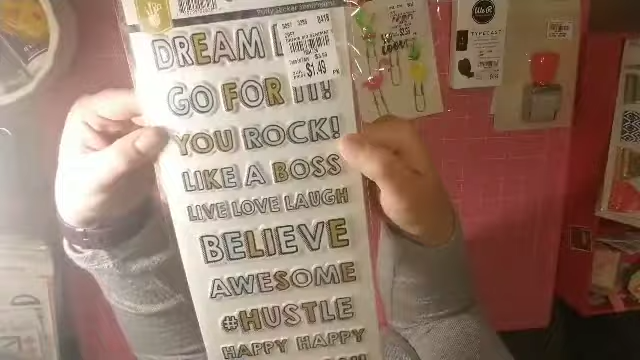 DREAM
$1.49
GO FOR IT!
YOU ROCK!
LIKE A BOSS
LIVE LOVE LAUGH
BELIEVE
AWESOME
#HUSTLE
HAPPY HAPPY
TYPECAST